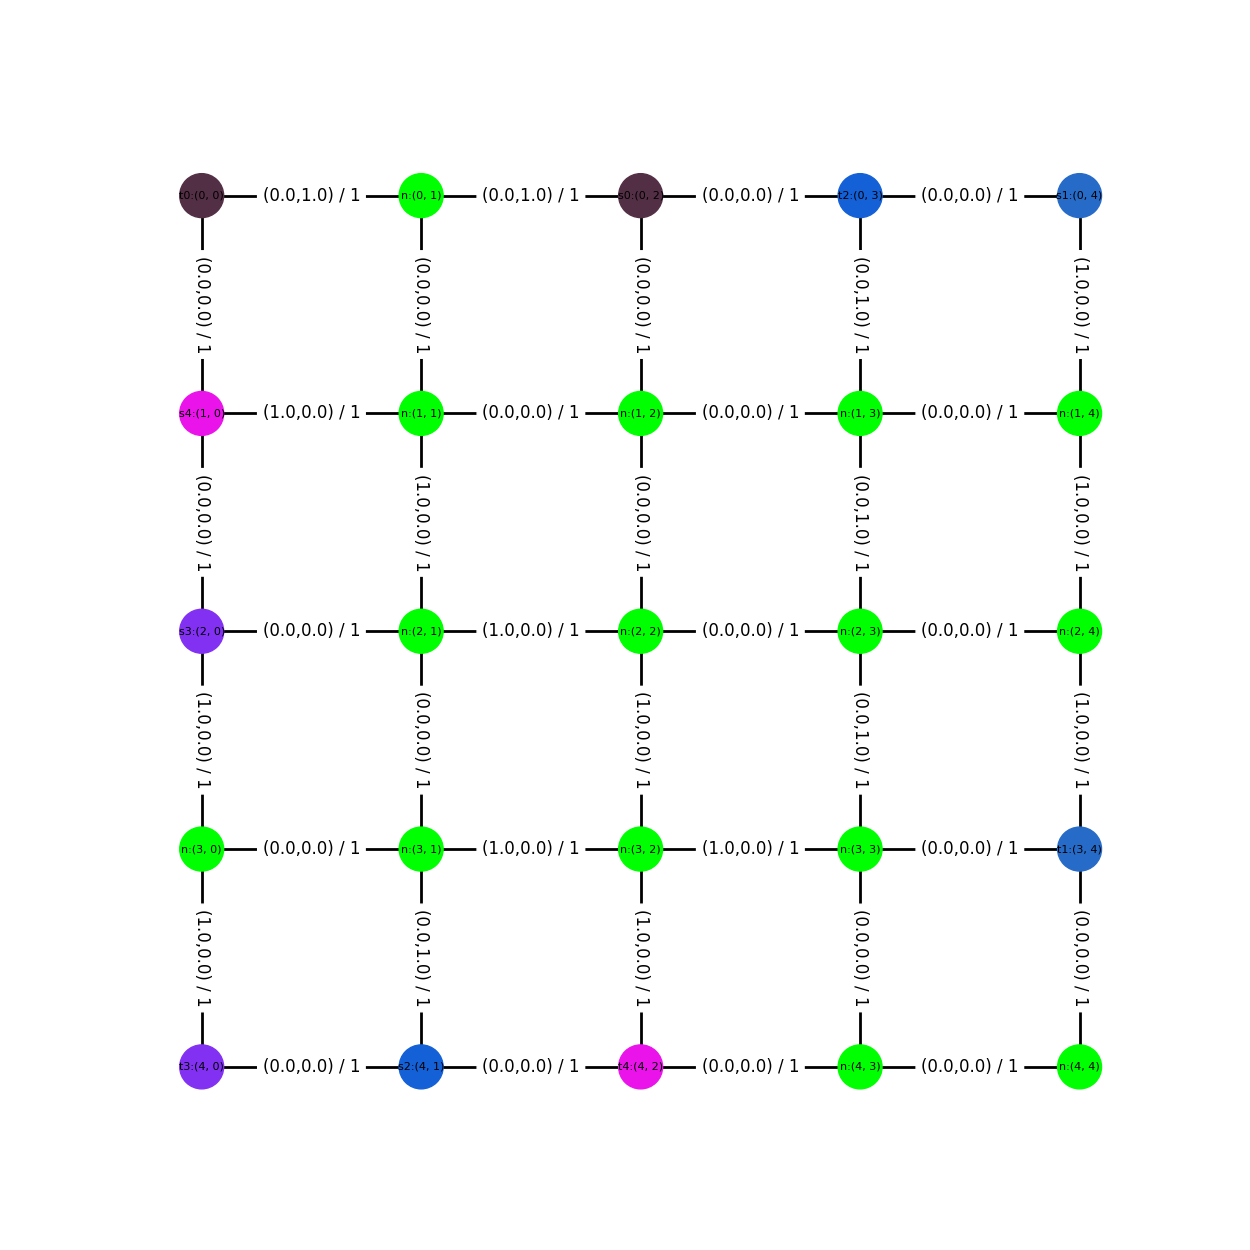 t0:(0, 0) (0.0,1.0) / 1 n:(0, 1) (0.0,1.0) / 1 s0:(0, 2) (0.0,0.0) / 1 t2:(0, 3) (0.0,0.0) / 1 s1:(0, 4)
(0.0,0.0) / 1 (0.0,0.0) / 1 (0.0,0.0) / 1 (0.0,1.0) / 1 (1.0,0.0) / 1
s4:(1, 0) (1.0,0.0) / 1 n:(1, 1) (0.0,0.0) / 1 n:(1, 2) (0.0,0.0) / 1 n:(1, 3) (0.0,0.0) / 1 n:(1, 4)
(0.0,0.0) / 1 (1.0,0.0) / 1 (0.0,0.0) / 1 (0.0,1.0) / 1 (1.0,0.0) / 1
s3:(2, 0) (0.0,0.0) / 1 n:(2, 1) (1.0,0.0) / 1 n:(2, 2) (0.0,0.0) / 1 n:(2, 3) (0.0,0.0) / 1 n:(2, 4)
(1.0,0.0) / 1 (0.0,0.0) / 1 (1.0,0.0) / 1 (0.0,1.0) / 1 (1.0,0.0) / 1
n:(3, 0) (0.0,0.0) / 1 n:(3, 1) (1.0,0.0) / 1 n:(3, 2) (1.0,0.0) / 1 n:(3, 3) (0.0,0.0) / 1 t1:(3, 4)
(1.0,0.0) / 1 (0.0,1.0) / 1 (1.0,0.0) / 1 (0.0,0.0) / 1 (0.0,0.0) / 1
t3:(4, 0) (0.0,0.0) / 1 s2:(4, 1) (0.0,0.0) / 1 t4:(4, 2) (0.0,0.0) / 1 n:(4, 3) (0.0,0.0) / 1 n:(4, 4)